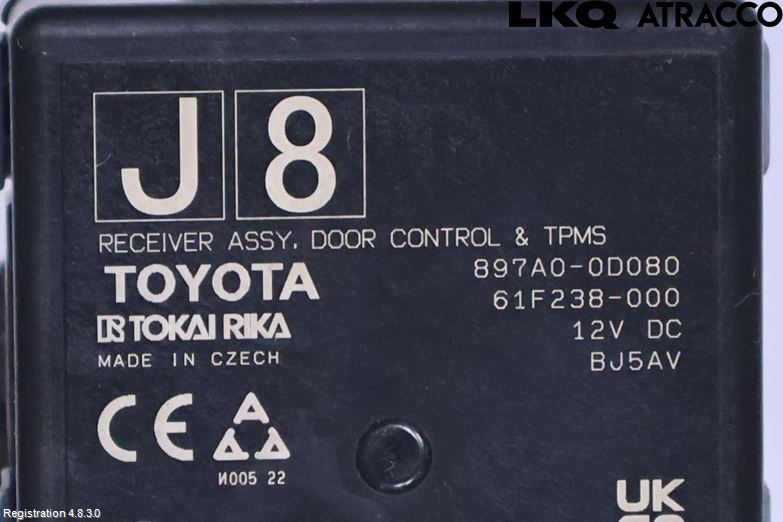 LKQ ATRACCO
J 8
RECEIVER ASSY, DOOR CONTROL & TPMS
TOYOTA 897A0-0D080
61F238-000
TOKAI RIKA 12V DC
MADE IN CZECH BJ5AV
CE
И005 22
UK
Registration 4.8.3.0